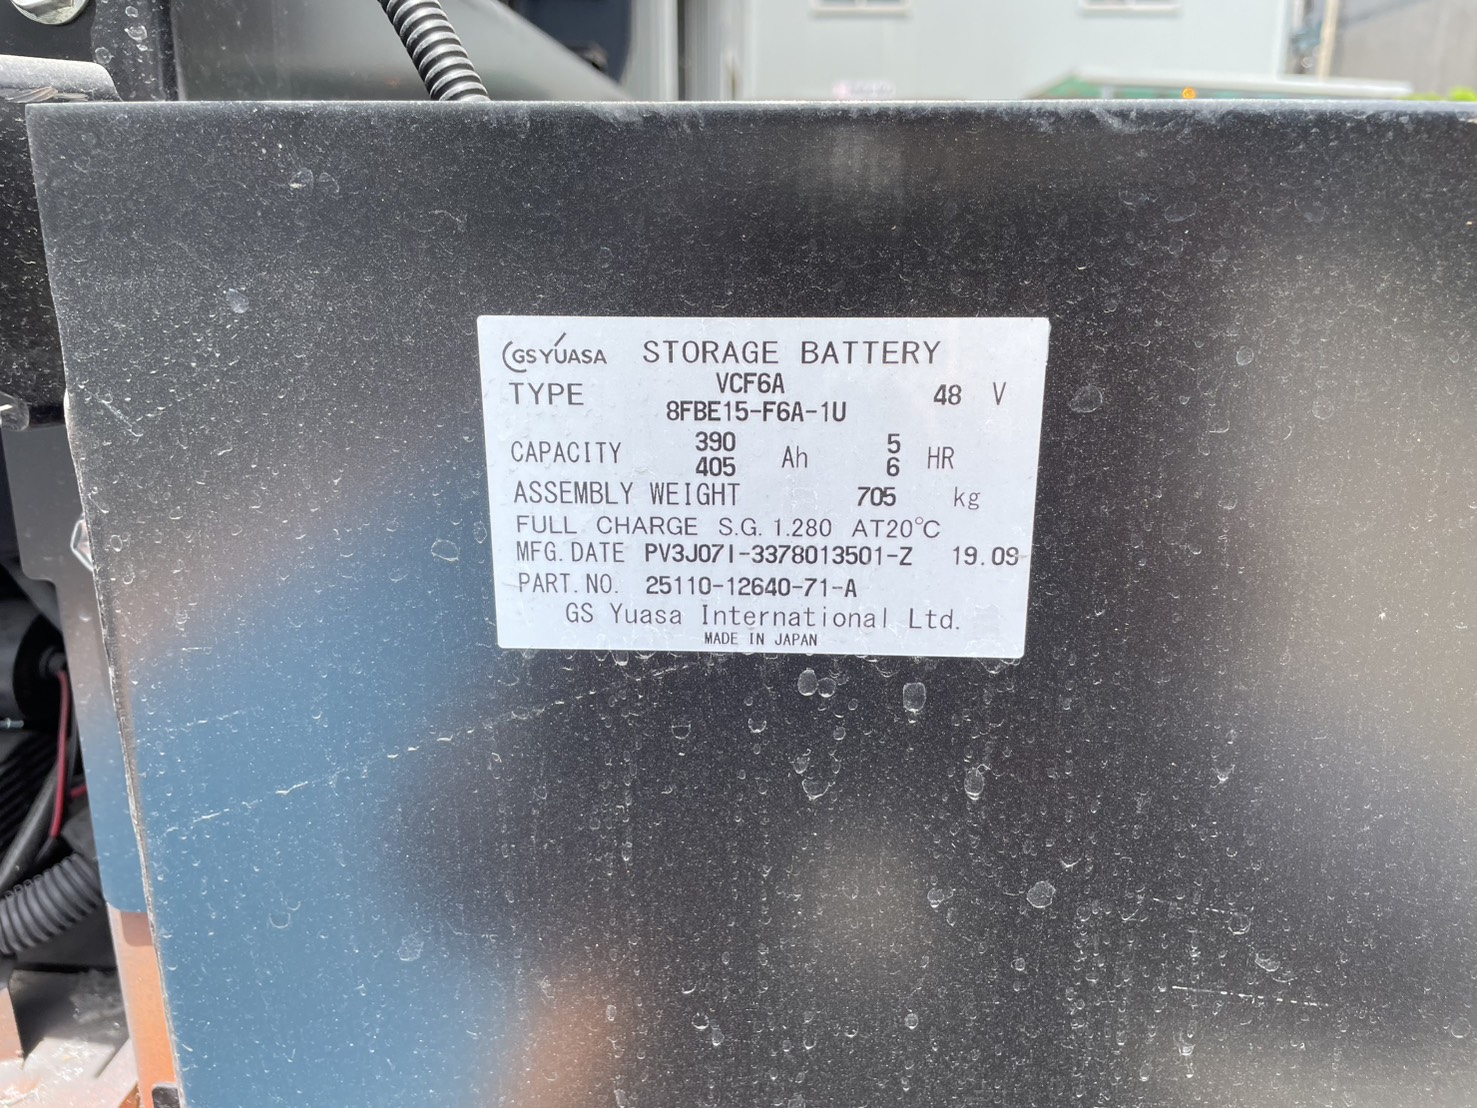 GS YUASA STORAGE BATTERY
TYPE VCF6A 48 V
8FBE15-F6A-1U
CAPACITY 390 Ah 5 HR
405 6
ASSEMBLY WEIGHT 705 kg
FULL CHARGE S.G. 1.280 AT20°C
MFG. DATE PV3J07I-3378013501-Z 19.09
PART. NO. 25110-12640-71-A
GS Yuasa International Ltd.
MADE IN JAPAN